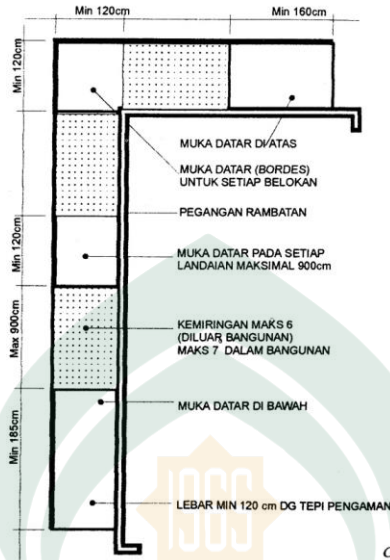 Min 120cm
Min 160cm
Min 120cm
MUKA DATAR DIATAS
MUKA DATAR (BORDES)
UNTUK SETIAP BELOKAN
PEGANGAN RAMBATAN
Min 120cm
MUKA DATAR PADA SETIAP
LANDAIAN MAKSIMAL 900cm
Max 900cm
KEMIRINGAN MAKS 6
(DILUAR BANGUNAN)
MAKS 7 DALAM BANGUNAN
MUKA DATAR DI BAWAH
Min 185cm
LEBAR MIN 120 cm DG TEPI PENGAMAN
1965